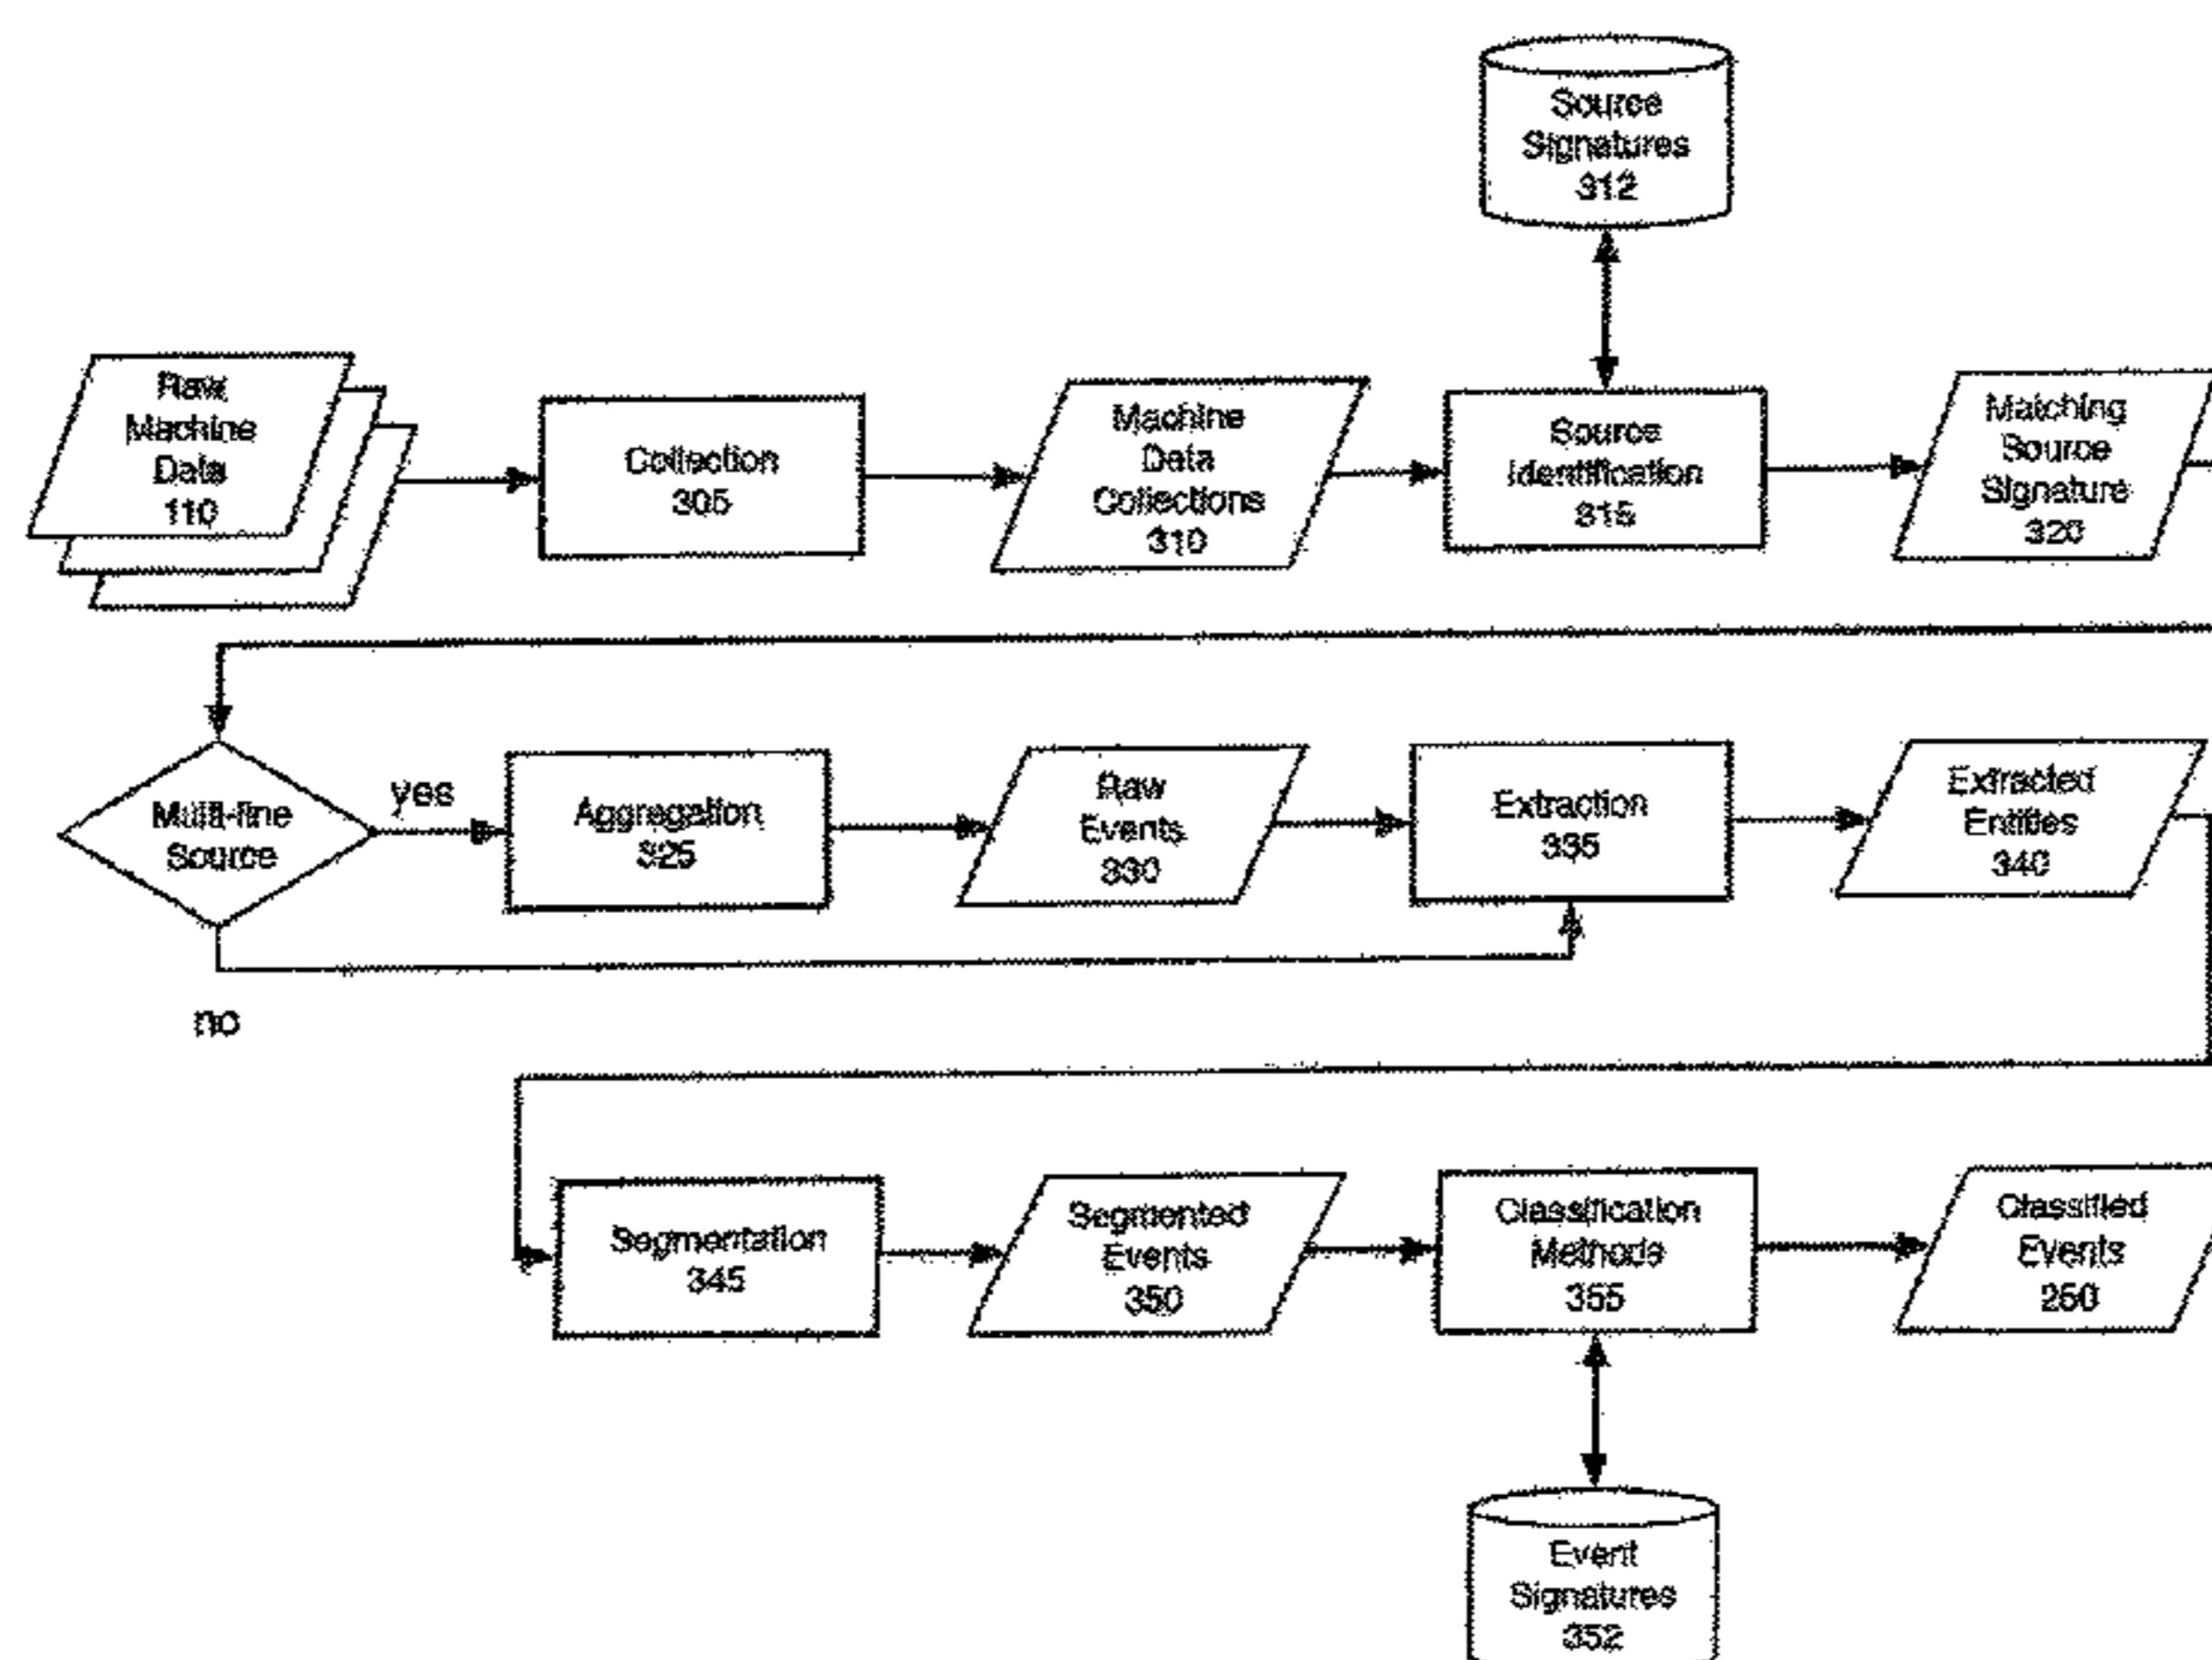 Source
Signatures
312
Raw
Machine
Data
110
Collection
305
Machine
Data
Collections
310
Source
Identification
315
Matching
Source
Signature
320
Multi-line
Source
yes
no
Aggregation
325
Raw
Events
330
Extraction
335
Extracted
Entities
340
Segmentation
345
Segmented
Events
350
Classification
Methods
355
Classified
Events
250
Event
Signatures
352